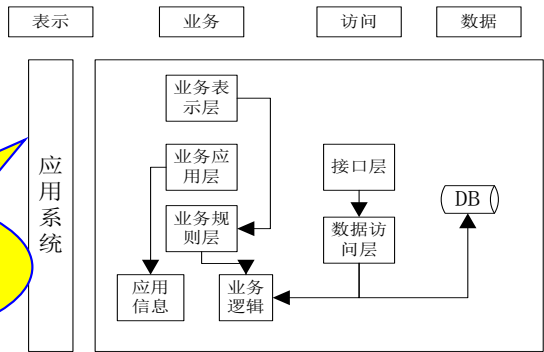 表示
业务
访问
数据
应用系统
业务表
示层
业务应
用层
业务规
则层
应用
信息
业务
逻辑
接口层
数据访
问层
DB